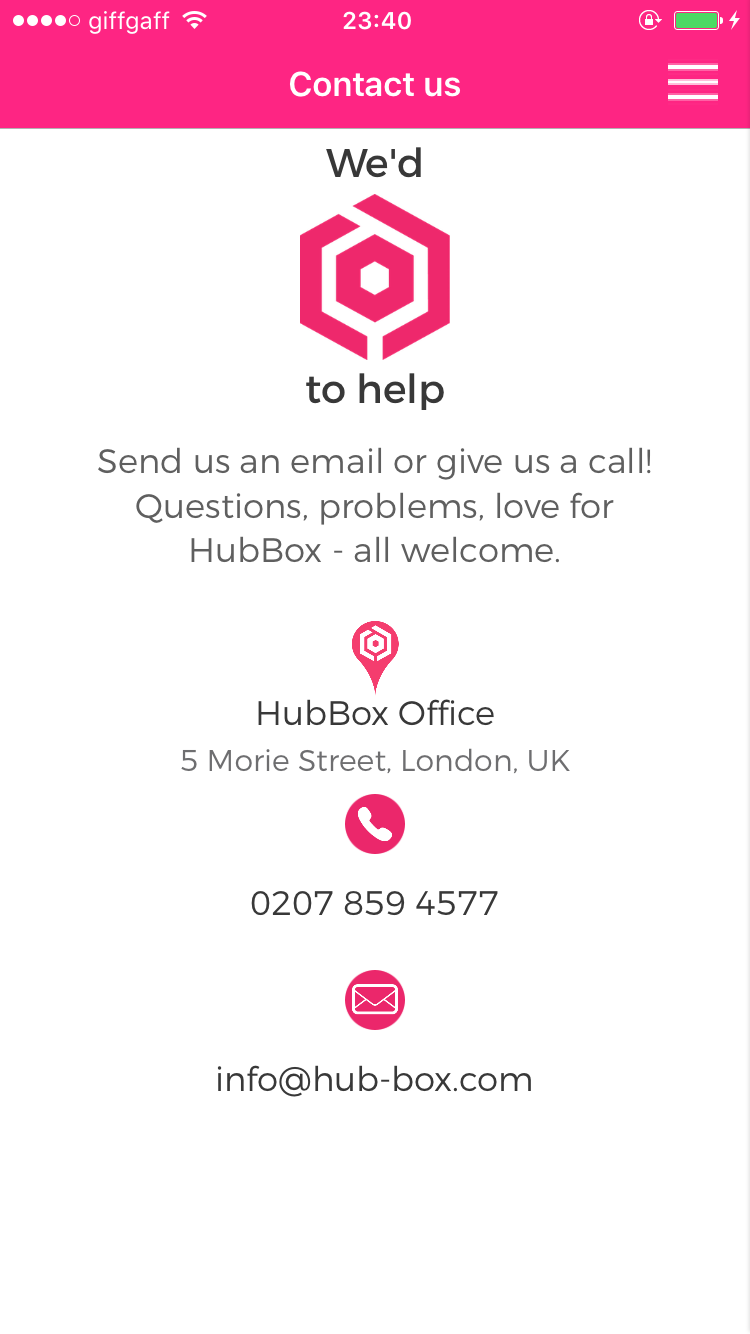 giffgaff 23:40
Contact us
We'd
to help
Send us an email or give us a call!
Questions, problems, love for
HubBox - all welcome.
HubBox Office
5 Morie Street, London, UK
0207 859 4577
info@hub-box.com